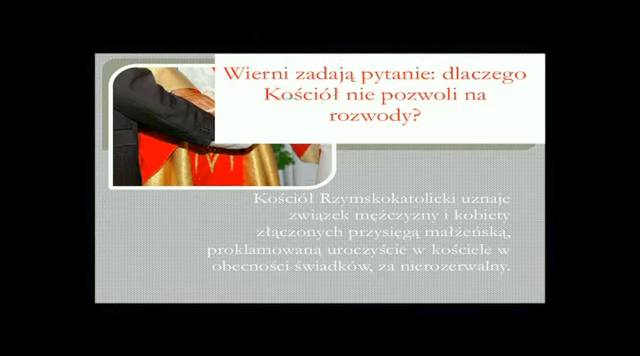 Wierni zadają pytanie: dlaczego
Kościół nie pozwoli na
rozwody?
Kościół Rzymskokatolicki uznaje
związek mężczyzny i kobiety
złączonych przysięgą małżeńską,
proklamowaną uroczyście w kościele w
obecności świadków, za nierozerwalny.